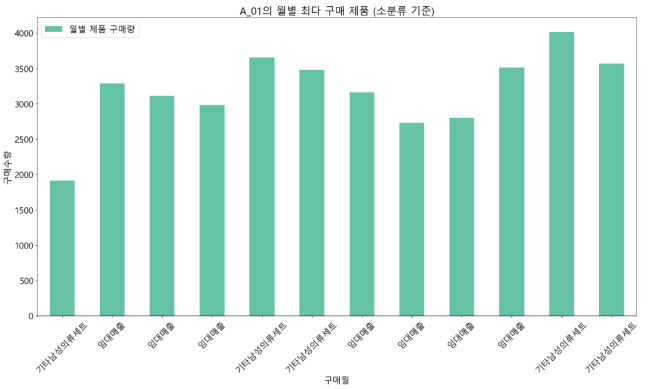 A_01의 월별 최다 구매 제품 (소분류 기준)
월별 제품 구매량
4000
3500
3000
2500
2000
1500
1000
500
0
구매수량
기타남성의류세트
임대매출
임대매출
임대매출
기타남성의류세트
기타남성의류세트
임대매출
임대매출
임대매출
임대매출
기타남성의류세트
기타남성의류세트
구매월